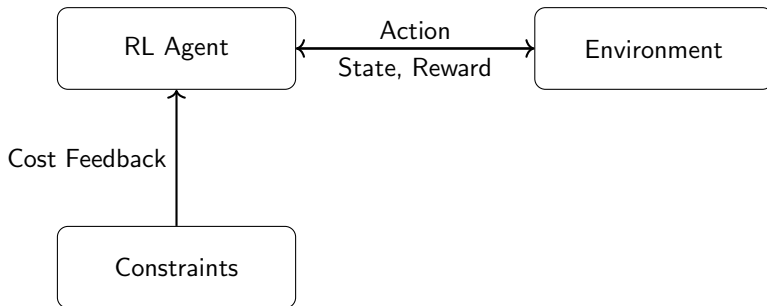 RL Agent
Action
State, Reward
Environment
Cost Feedback
Constraints